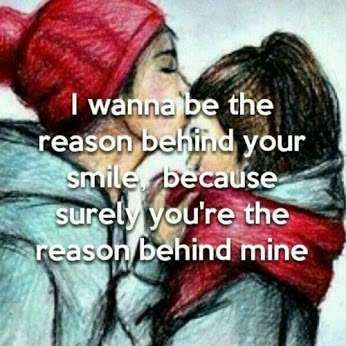 I wanna be the
reason behind your
smile, because
surely you're the
reason behind mine